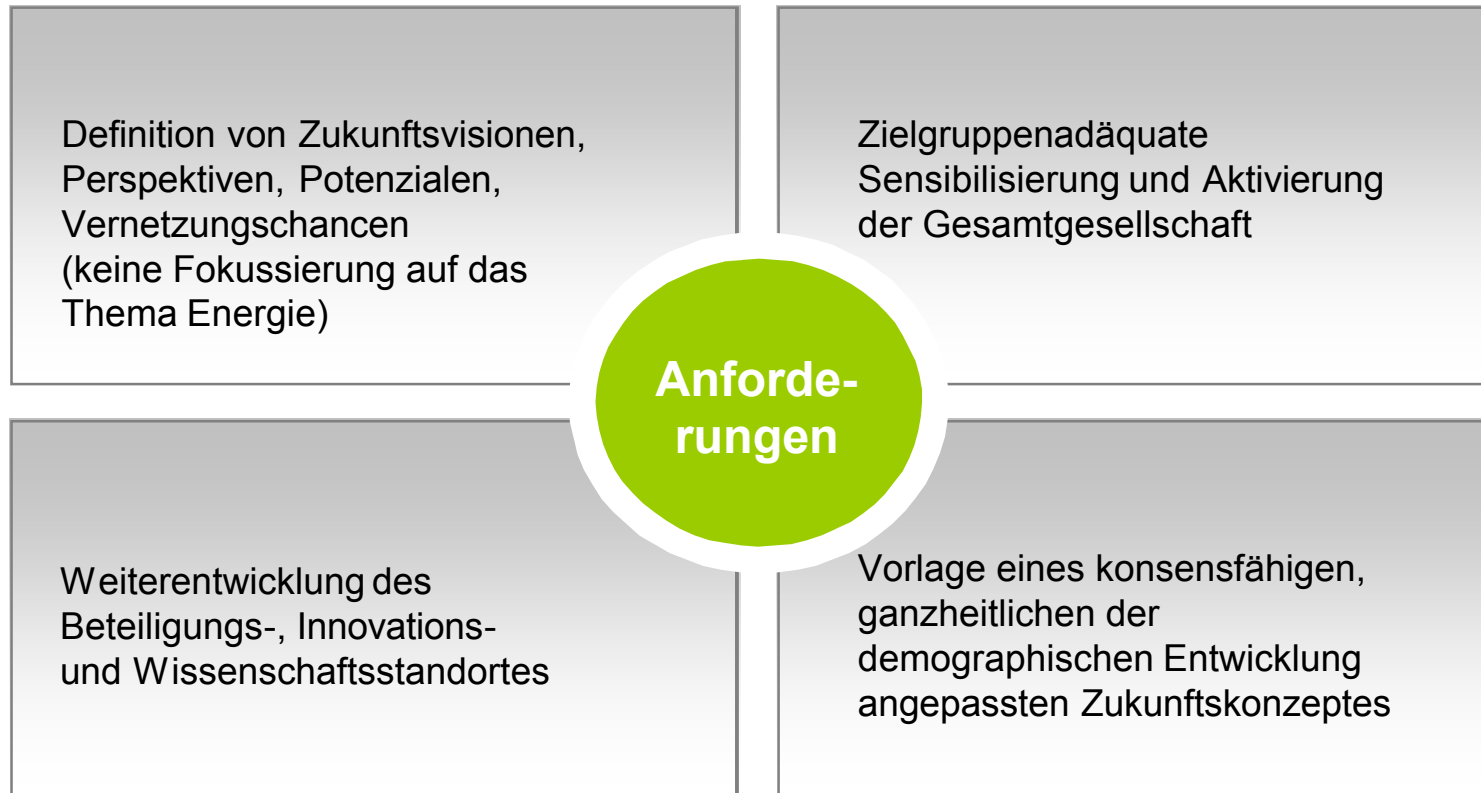 Definition von Zukunftsvisionen,
Perspektiven, Potenzialen,
Vernetzungschancen
(keine Fokussierung auf das
Thema Energie)
Zielgruppenadäquate
Sensibilisierung und Aktivierung
der Gesamtgesellschaft
Anforde-
rungen
Weiterentwicklung des
Beteiligungs-, Innovations-
und Wissenschaftsstandortes
Vorlage eines konsensfähigen,
ganzheitlichen der
demographischen Entwicklung
angepassten Zukunftskonzeptes